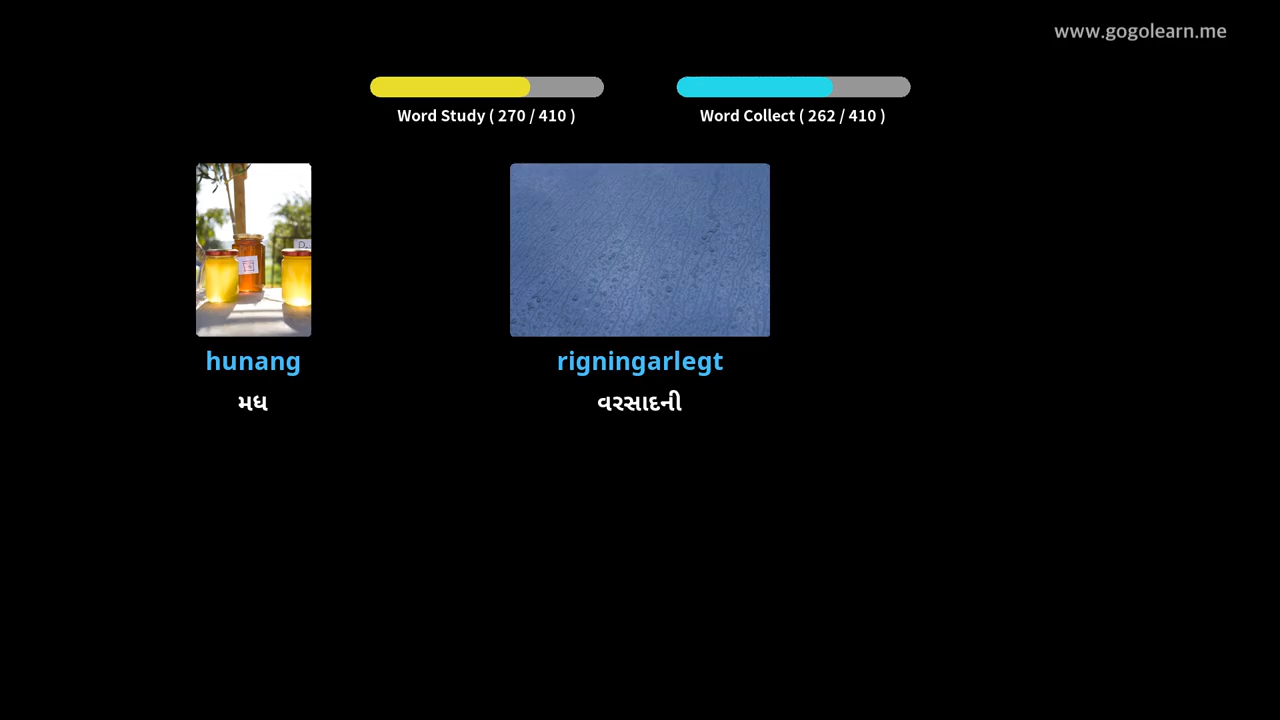 www.gogolearn.me
Word Study ( 270 / 410 )
Word Collect ( 262 / 410 )
hunang
rigningarlegt
મધ
વરસાદની